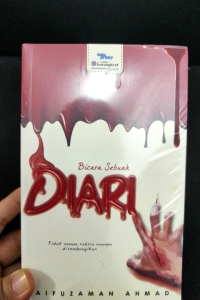 Bicara Sebuah
DIARI
Tidak semua rahsia mampu
disembunyikan
AIFUZAMAN AHMAD